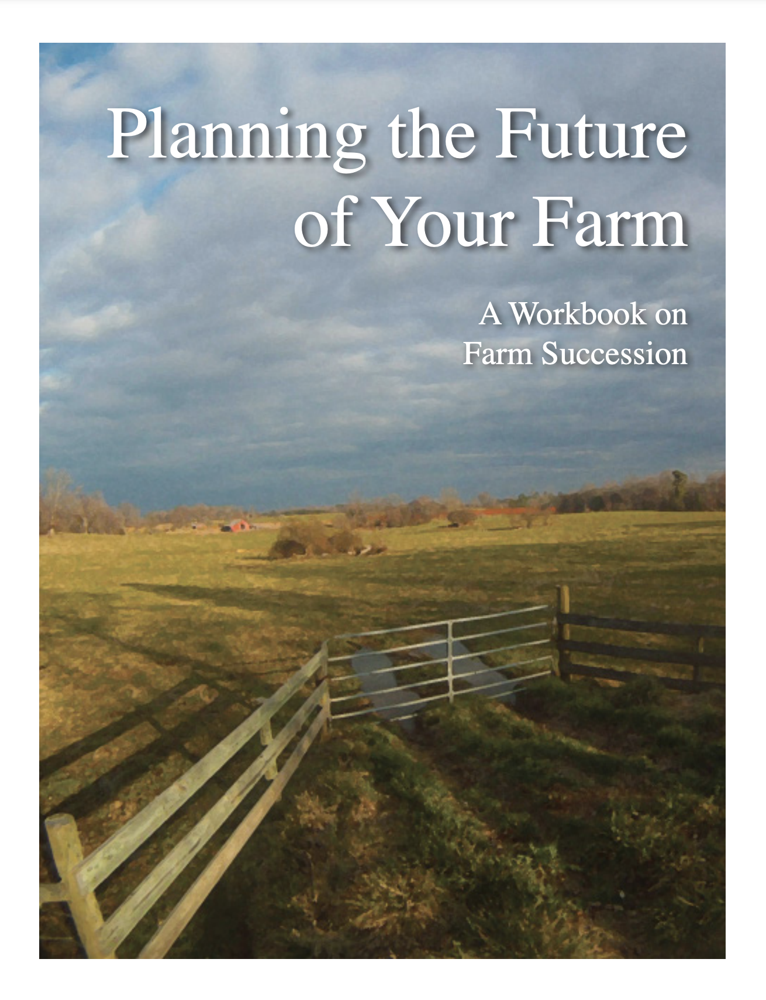 Planning the Future
of Your Farm
A Workbook on
Farm Succession